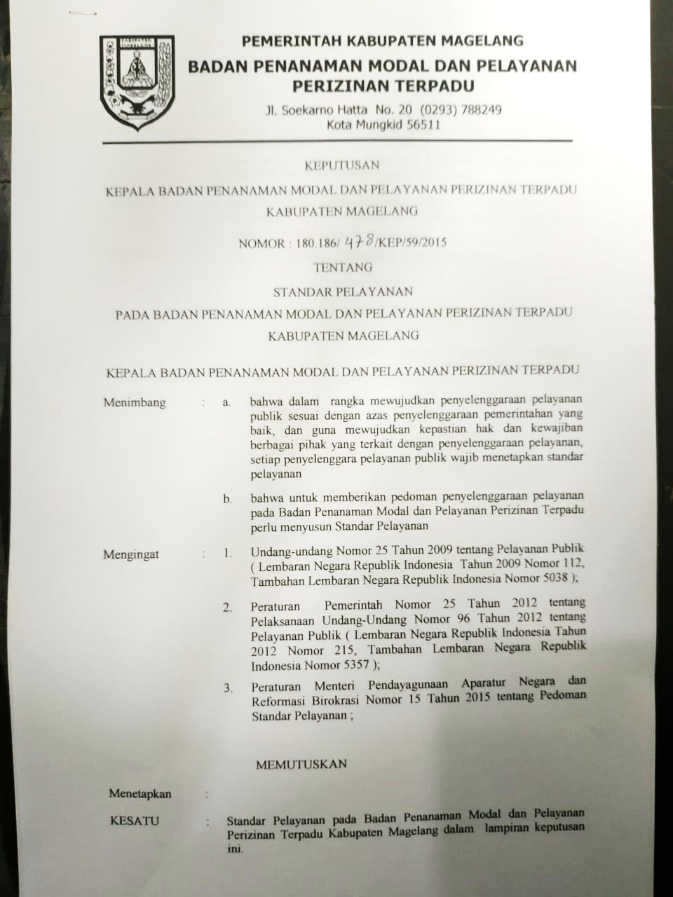 PEMERINTAH KABUPATEN MAGELANG
BADAN PENANAMAN MODAL DAN PELAYANAN
PERIZINAN TERPADU
Jl. Soekarno Hatta No. 20 (0293) 788249
Kota Mungkid 56511
KEPUTUSAN
KEPALA BADAN PENANAMAN MODAL DAN PELAYANAN PERIZINAN TERPADU
KABUPATEN MAGELANG
NOMOR : 180.186/ 478/KEP/59/2015
TENTANG
STANDAR PELAYANAN
PADA BADAN PENANAMAN MODAL DAN PELAYANAN PERIZINAN TERPADU
KABUPATEN MAGELANG
KEPALA BADAN PENANAMAN MODAL DAN PELAYANAN PERIZINAN TERPADU
Menimbang : a. bahwa dalam rangka mewujudkan penyelenggaraan pelayanan
publik sesuai dengan azas penyelenggaraan pemerintahan yang
baik, dan guna mewujudkan kepastian hak dan kewajiban
berbagai pihak yang terkait dengan penyelenggaraan pelayanan,
setiap penyelenggara pelayanan publik wajib menetapkan standar
pelayanan
b. bahwa untuk memberikan pedoman penyelenggaraan pelayanan
pada Badan Penanaman Modal dan Pelayanan Perizinan Terpadu
perlu menyusun Standar Pelayanan
Mengingat : 1. Undang-undang Nomor 25 Tahun 2009 tentang Pelayanan Publik
( Lembaran Negara Republik Indonesia Tahun 2009 Nomor 112,
Tambahan Lembaran Negara Republik Indonesia Nomor 5038 );
2. Peraturan Pemerintah Nomor 25 Tahun 2012 tentang
Pelaksanaan Undang-Undang Nomor 96 Tahun 2012 tentang
Pelayanan Publik ( Lembaran Negara Republik Indonesia Tahun
2012 Nomor 215, Tambahan Lembaran Negara Republik
Indonesia Nomor 5357 );
3. Peraturan Menteri Pendayagunaan Aparatur Negara dan
Reformasi Birokrasi Nomor 15 Tahun 2015 tentang Pedoman
Standar Pelayanan ;
MEMUTUSKAN
Menetapkan :
KESATU : Standar Pelayanan pada Badan Penanaman Modal dan Pelayanan
Perizinan Terpadu Kabupaten Magelang dalam lampiran keputusan
ini.